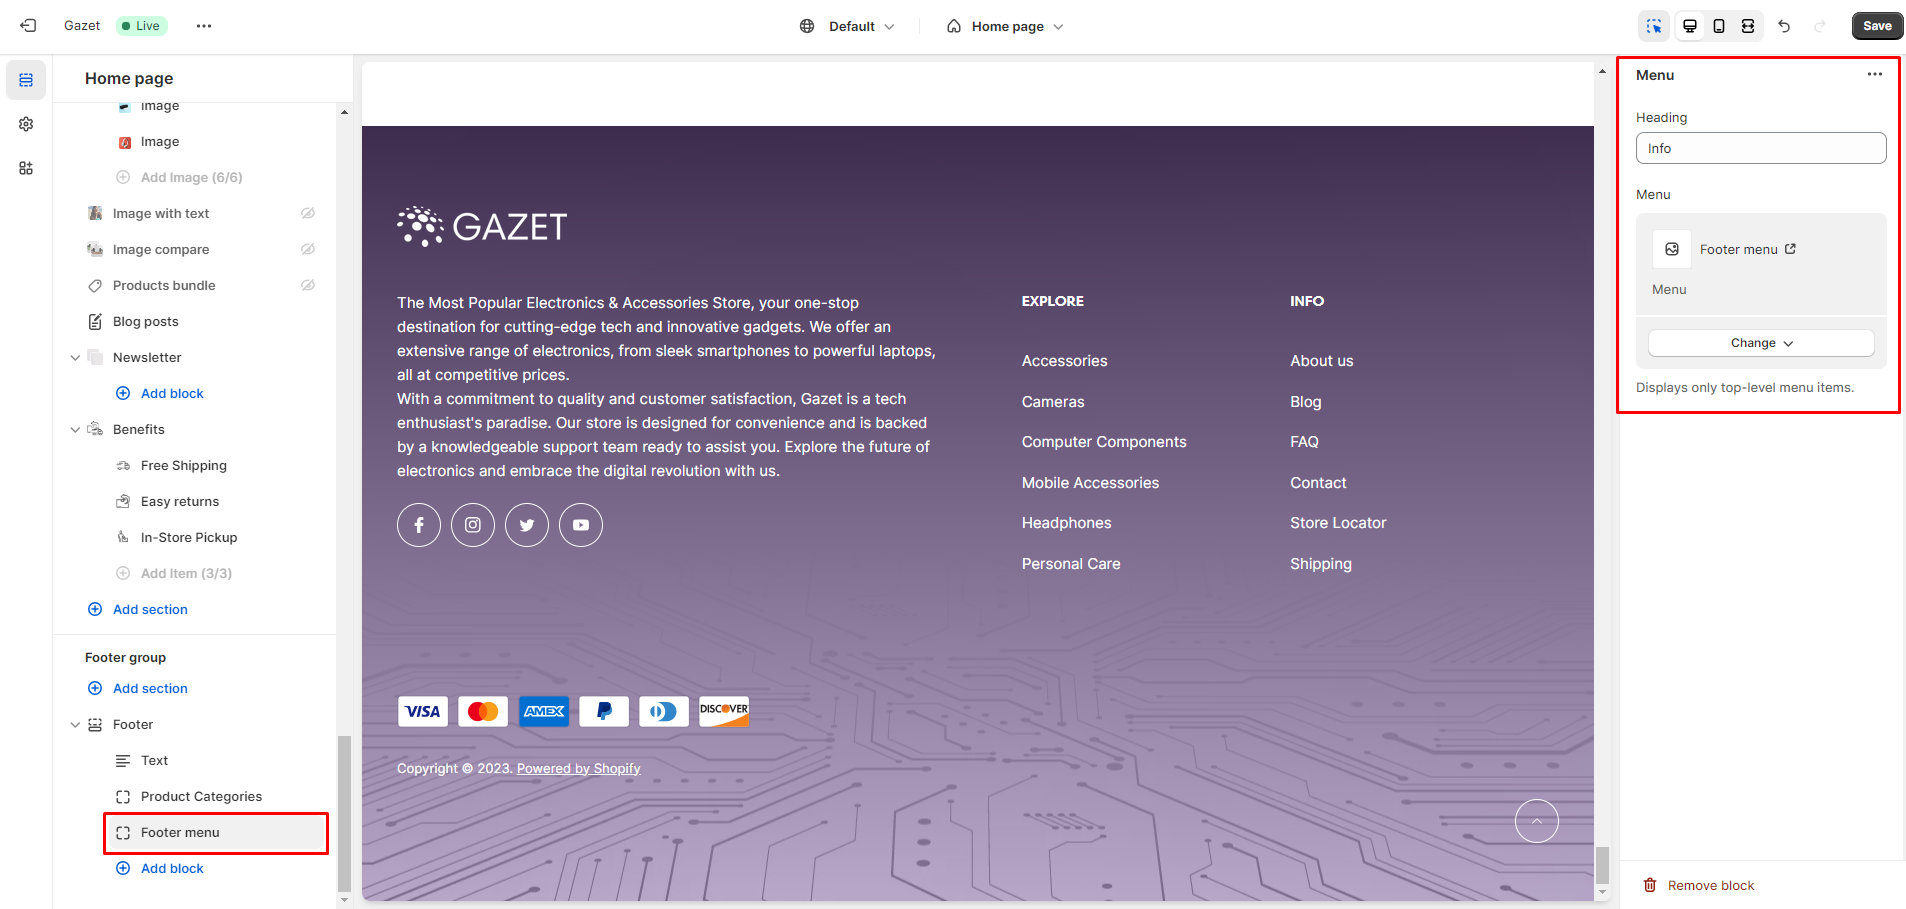 Gazet
Live
Default
Home page
Save
Home page
Image
Image
Add Image (6/6)
Image with text
Image compare
Products bundle
Blog posts
Newsletter
Add block
Benefits
Free Shipping
Easy returns
In-Store Pickup
Add Item (3/3)
Add section
Footer group
Add section
Footer
Text
Product Categories
Footer menu
Add block
GAZET
The Most Popular Electronics & Accessories Store, your one-stop
destination for cutting-edge tech and innovative gadgets. We offer an
extensive range of electronics, from sleek smartphones to powerful laptops,
all at competitive prices.
With a commitment to quality and customer satisfaction, Gazet is a tech
enthusiast's paradise. Our store is designed for convenience and is backed
by a knowledgeable support team ready to assist you. Explore the future of
electronics and embrace the digital revolution with us.
EXPLORE
Accessories
Cameras
Computer Components
Mobile Accessories
Headphones
Personal Care
INFO
About us
Blog
FAQ
Contact
Store Locator
Shipping
VISA
AMEX
DISCOVER
Copyright © 2023. Powered by Shopify
Menu
Heading
Info
Menu
Footer menu
Menu
Change
Displays only top-level menu items.
Remove block